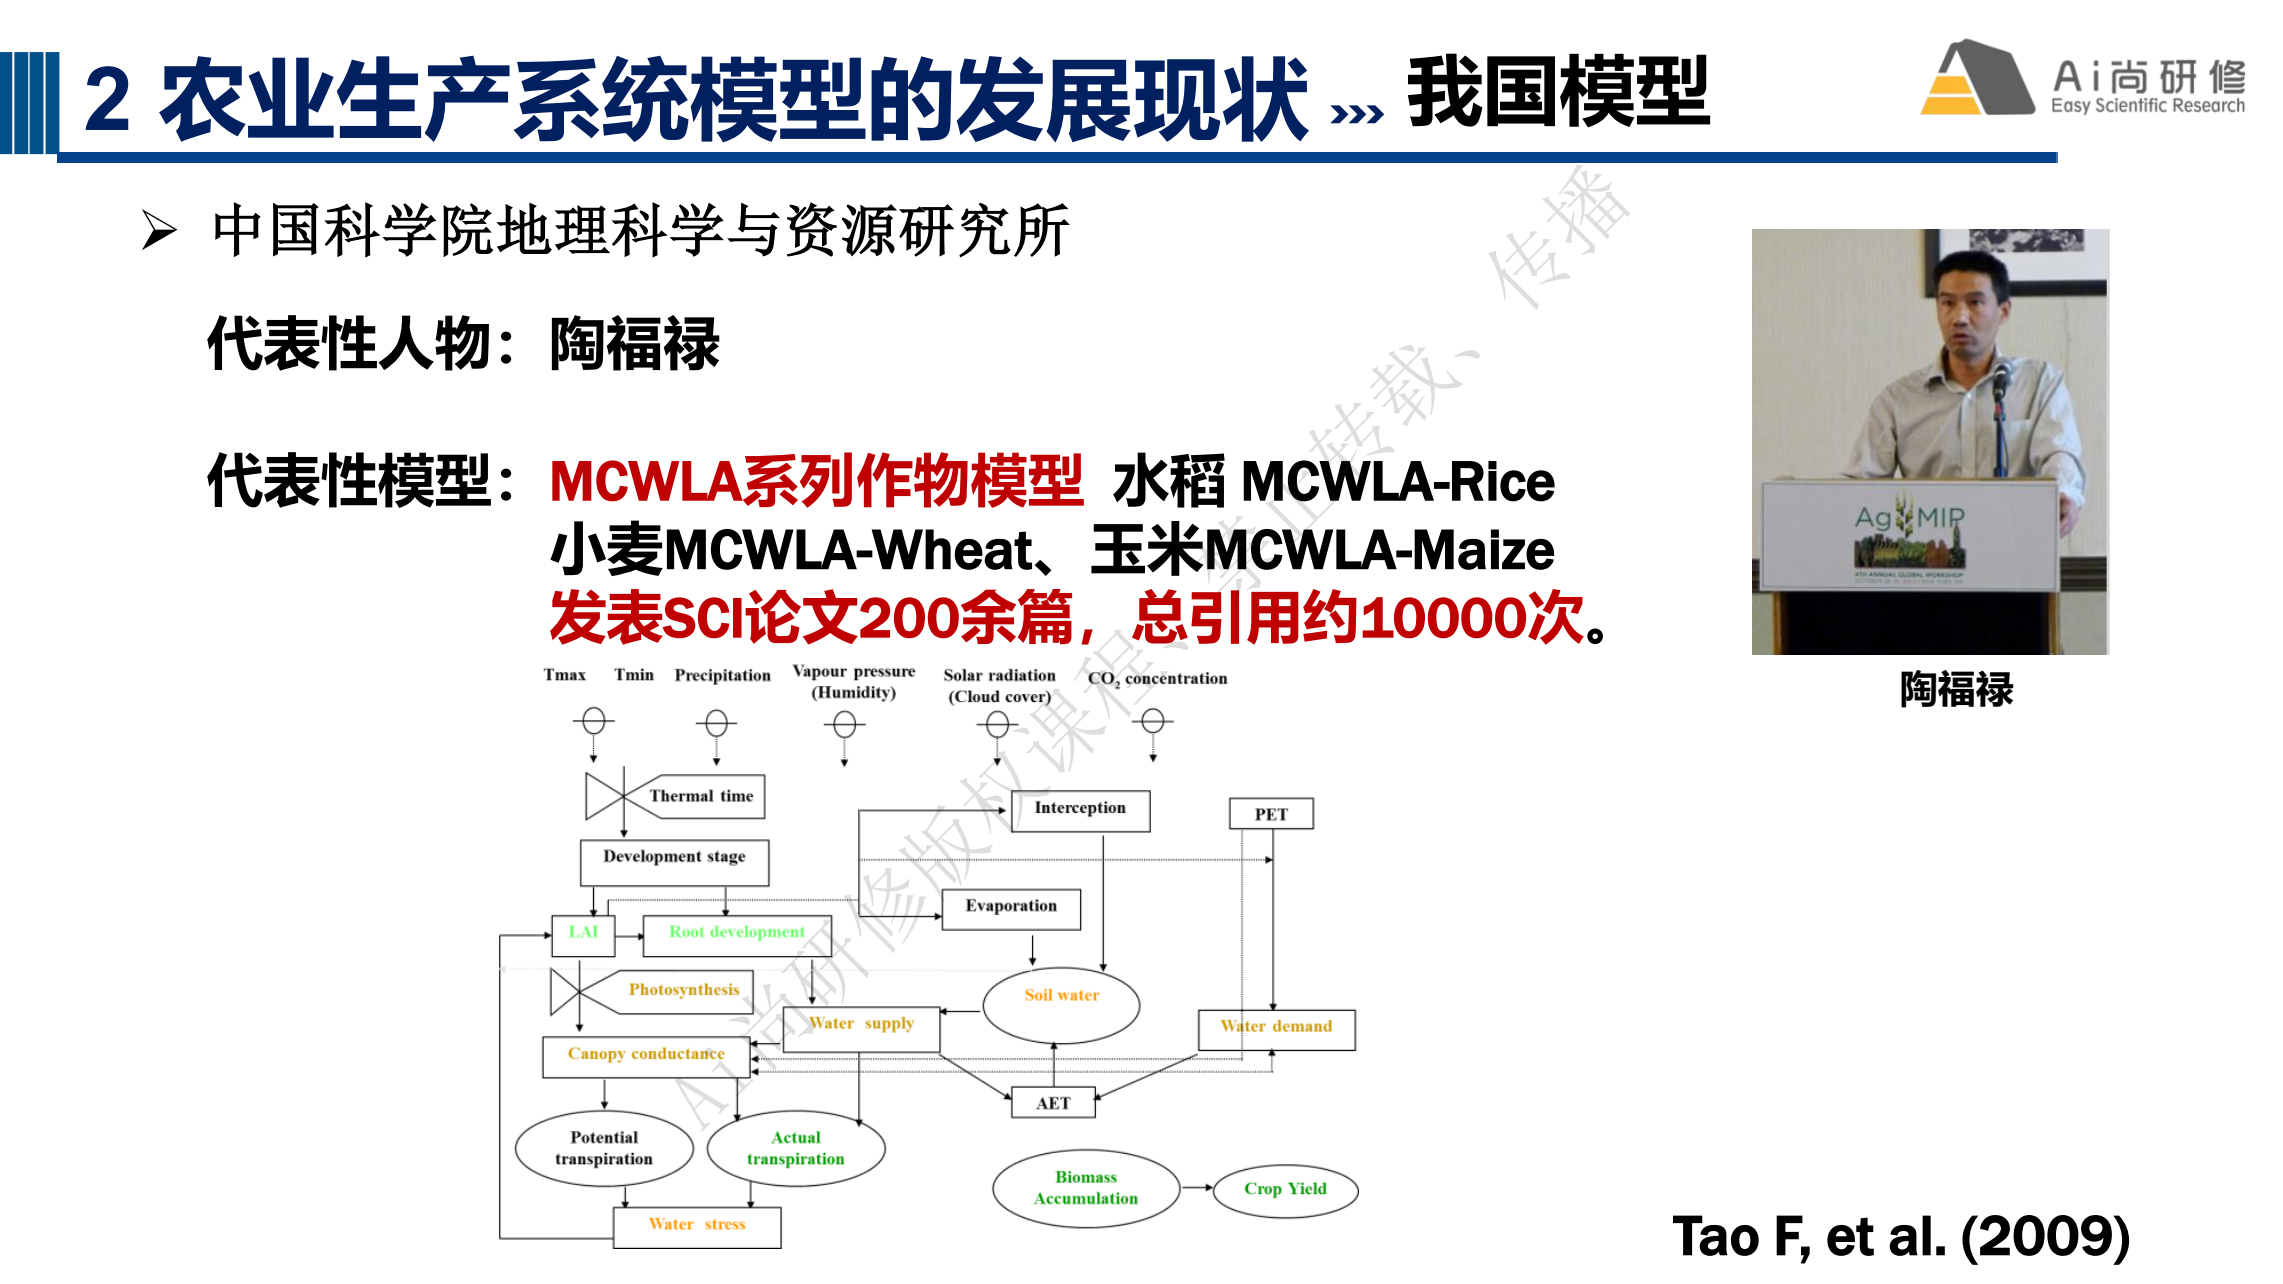 2 农业生产系统模型的发展现状 ››› 我国模型
Ai尚研修
Easy Scientific Research
➢ 中国科学院地理科学与资源研究所
代表性人物：陶福禄
代表性模型：MCWLA系列作物模型 水稻 MCWLA-Rice
小麦MCWLA-Wheat、玉米MCWLA-Maize
发表SCI论文200余篇，总引用约10000次。
Ag MIP
4TH ANNUAL GLOBAL WORKSHOP
陶福禄
Tmax Tmin Precipitation Vapour pressure (Humidity) Solar radiation (Cloud cover) CO2 concentration
Thermal time
Interception
PET
Development stage
Evaporation
LAI
Root development
Photosynthesis
Soil water
Water supply
Water demand
Canopy conductance
AET
Potential
transpiration
Actual
transpiration
Biomass
Accumulation
Crop Yield
Water stress
Tao F, et al. (2009)
Ai尚研修版权课程、禁止转载、传播